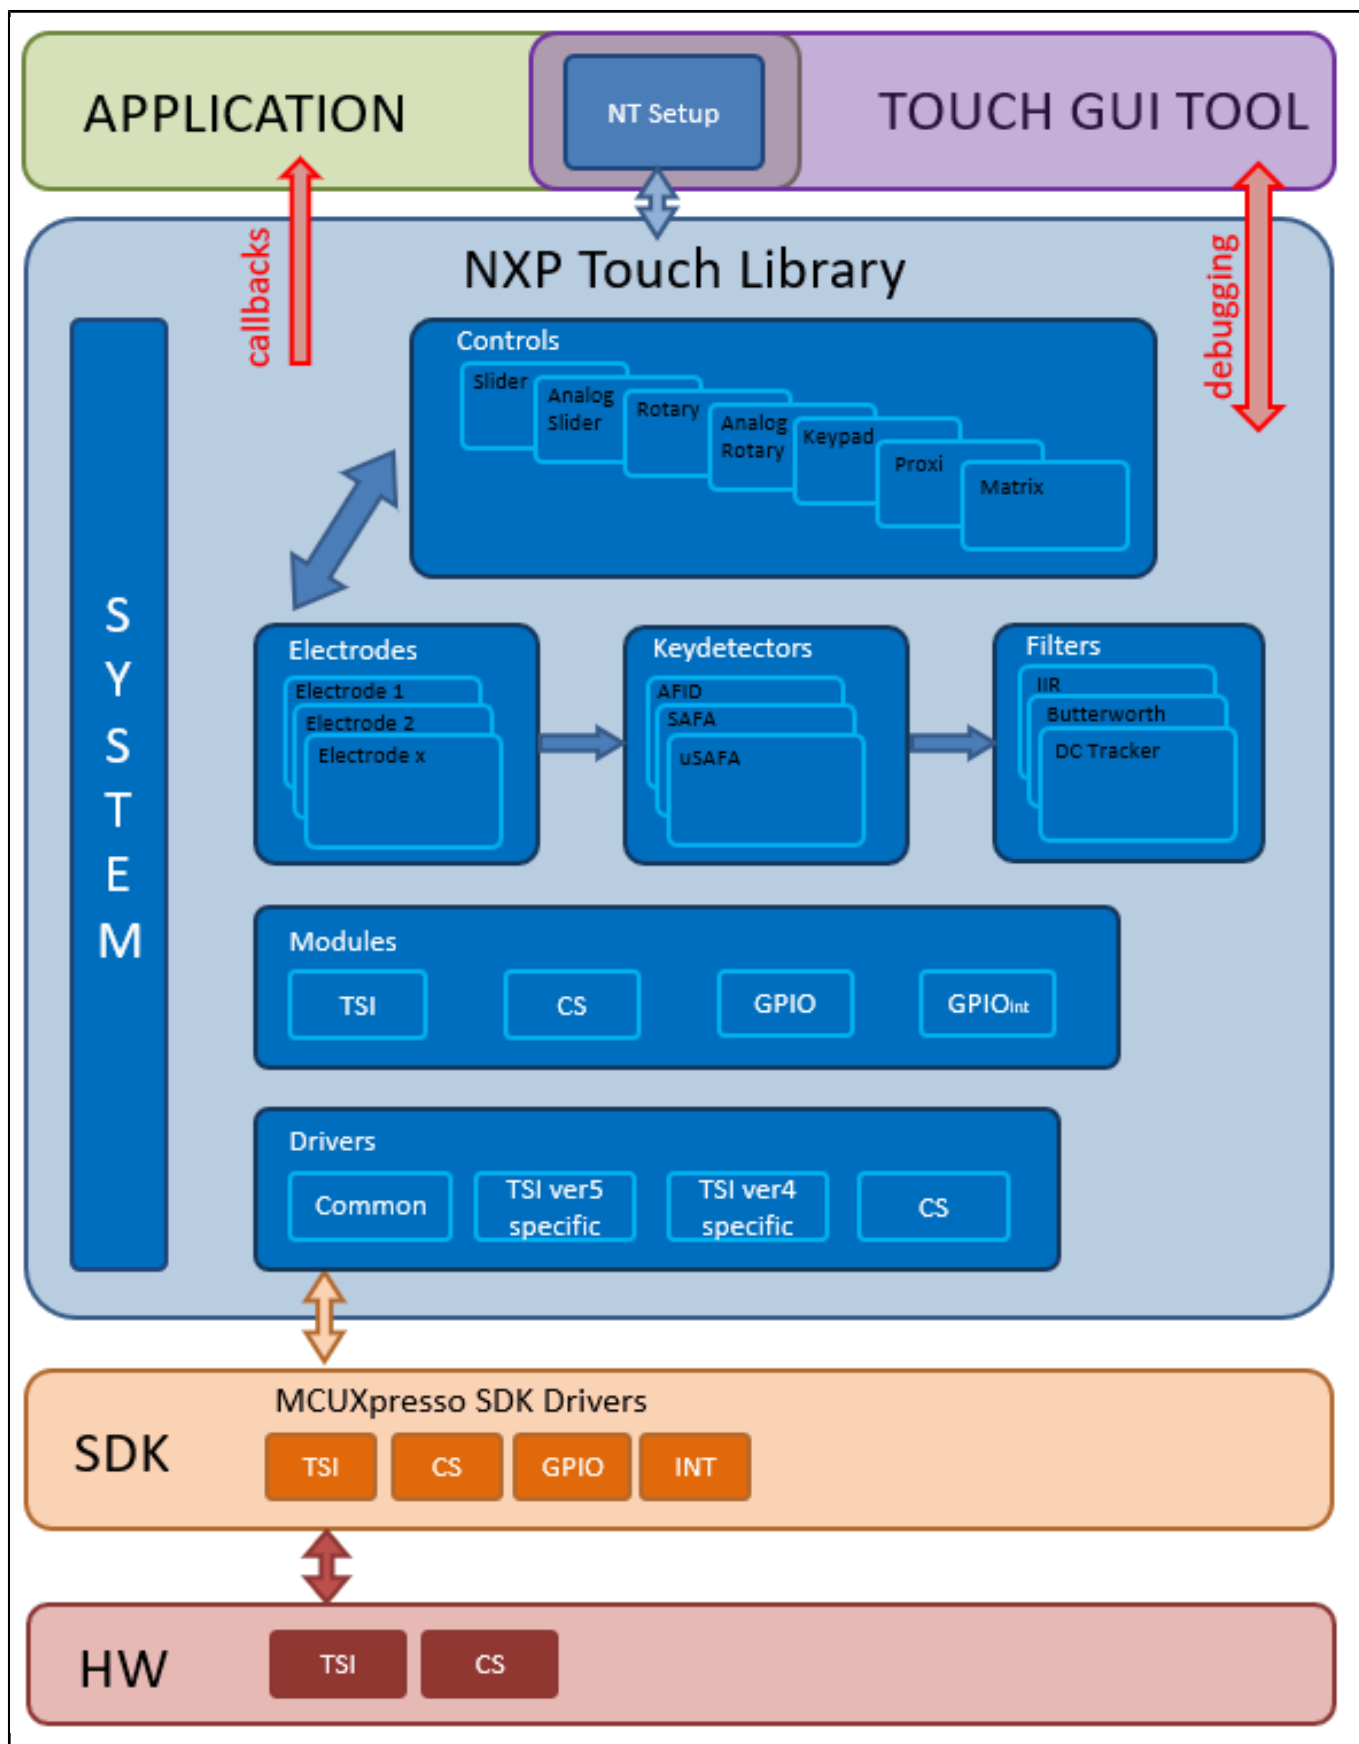 APPLICATION
NT Setup
TOUCH GUI TOOL
callbacks
debugging
NXP Touch Library
SYSTEM
Controls
Slider
Analog
Slider
Rotary
Analog
Rotary
Keypad
Proxi
Matrix
Electrodes
Electrode 1
Electrode 2
Electrode x
Keydetectors
AFID
SAFA
uSAFA
Filters
IIR
Butterworth
DC Tracker
Modules
TSI
CS
GPIO
GPIOint
Drivers
Common
TSI ver5
specific
TSI ver4
specific
CS
SDK
MCUXpresso SDK Drivers
TSI
CS
GPIO
INT
HW
TSI
CS